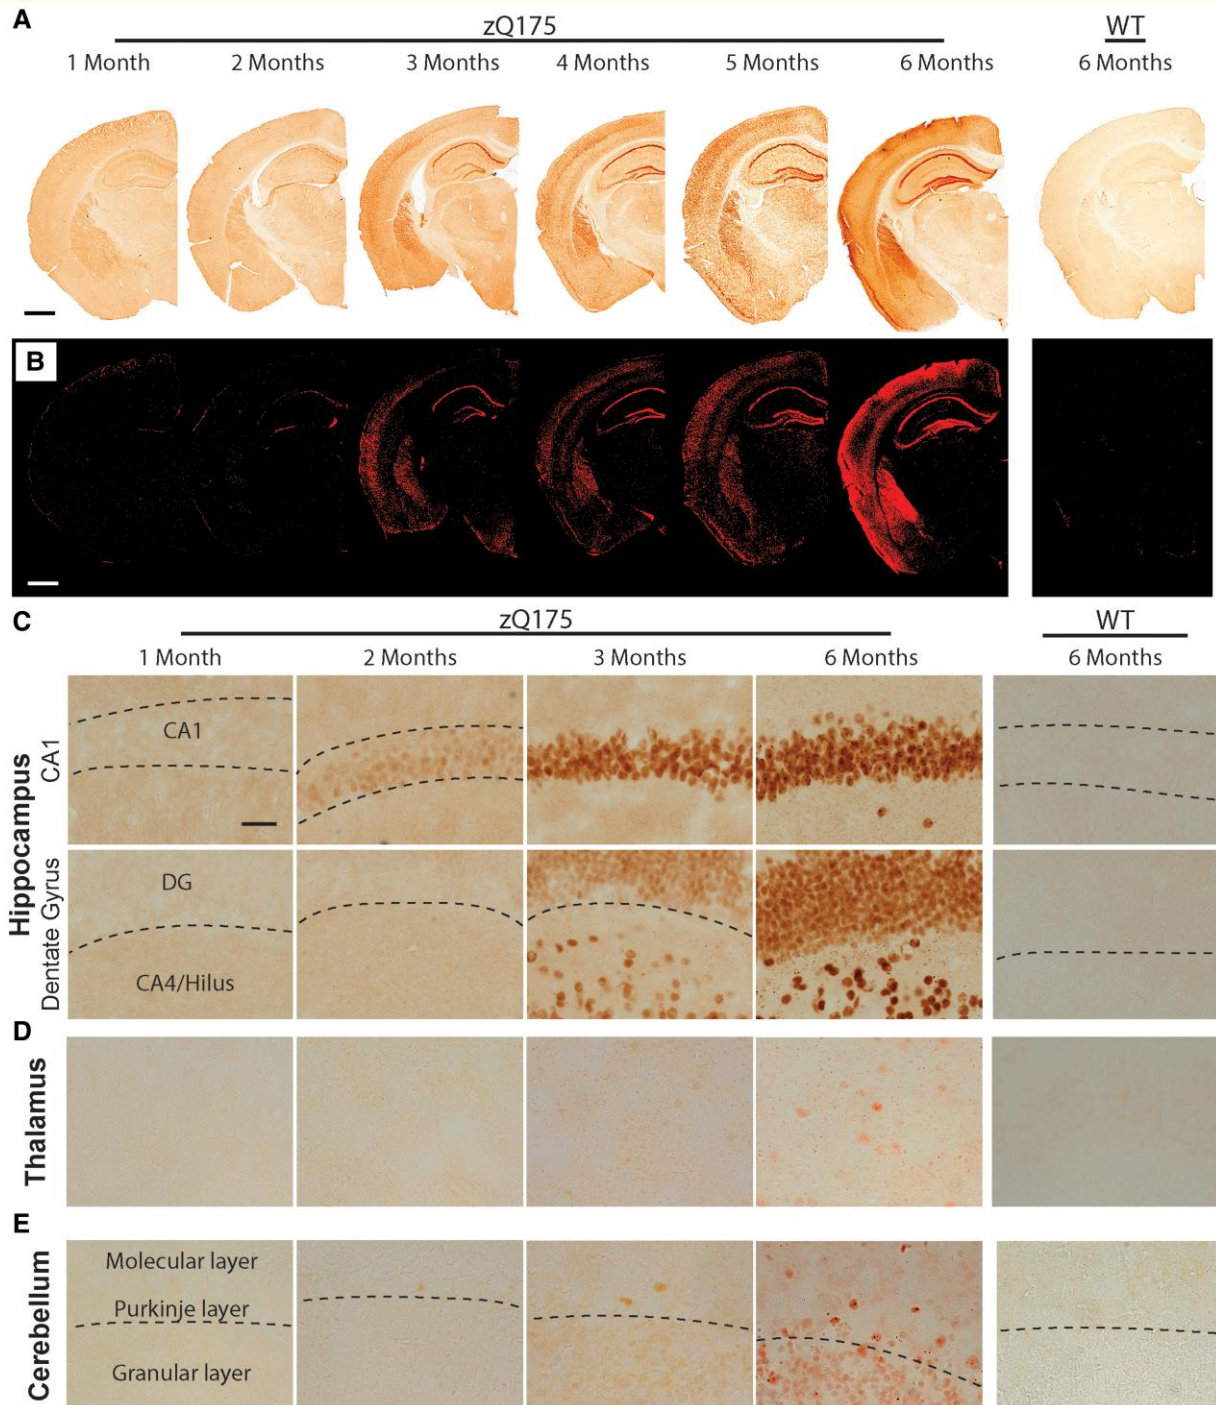 A
zQ175
WT
1 Month
2 Months
3 Months
4 Months
5 Months
6 Months
6 Months
B
C
zQ175
WT
1 Month
2 Months
3 Months
6 Months
6 Months
Hippocampus
CA1
CA1
Dentate Gyrus
DG
CA4/Hilus
D
Thalamus
E
Cerebellum
Molecular layer
Purkinje layer
Granular layer